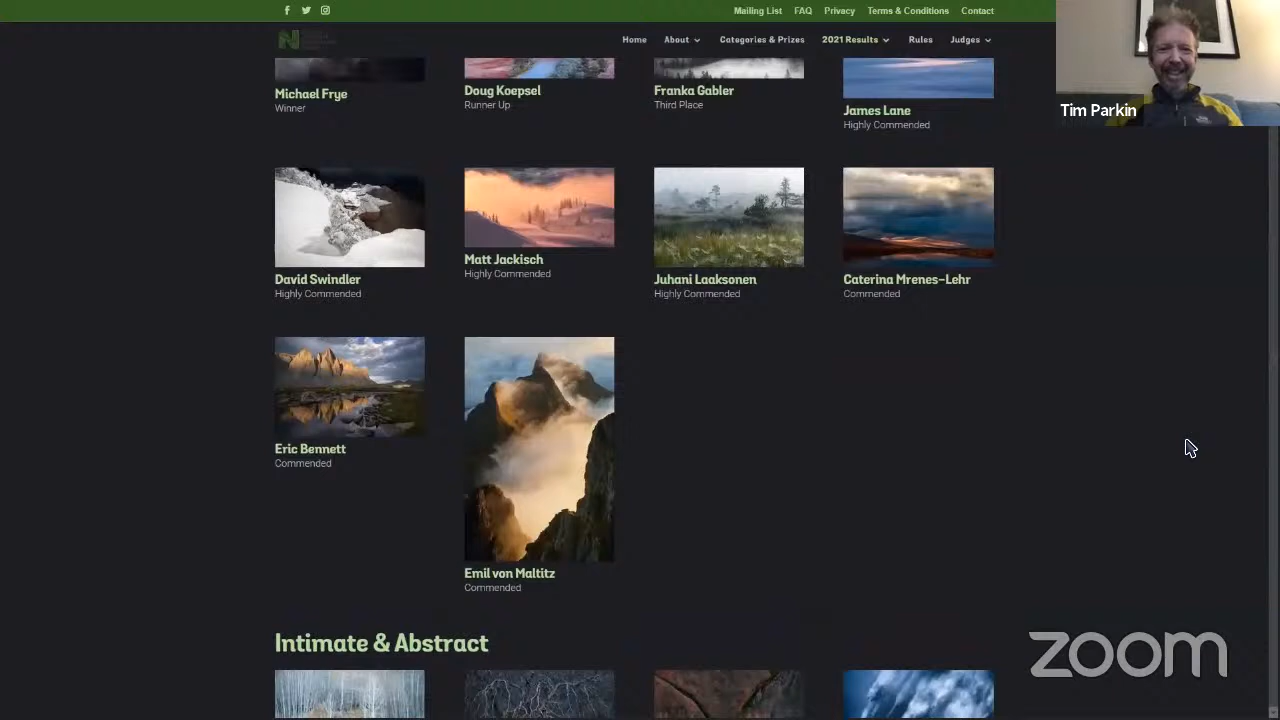 Mailing List FAQ Privacy Terms & Conditions Contact
N
Home About Categories & Prizes 2021 Results Rules Judges
Tim Parkin
Michael Frye
Winner
Doug Koepsel
Runner Up
Franka Gabler
Third Place
James Lane
Highly Commended
David Swindler
Highly Commended
Matt Jackisch
Highly Commended
Juhani Laaksonen
Highly Commended
Caterina Mrenes-Lehr
Commended
Eric Bennett
Commended
Emil von Maltitz
Commended
Intimate & Abstract
zoom